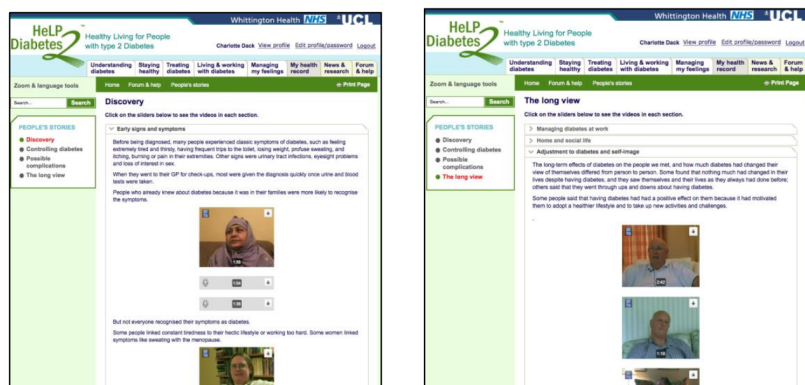 Whittington Health NHS UCL
HeLP Diabetes
Healthy Living for People
with type 2 Diabetes
Charlotte Dack View profile Edit profile/password Logout
Understanding diabetes
Staying healthy
Treating diabetes
Living & working with diabetes
Managing my feelings
My health record
News & research
Forum & help
Zoom & language tools
Home Forum & help People's stories
Print Page
Search... Search
PEOPLE'S STORIES
Discovery
Controlling diabetes
Possible
complications
The long view
Discovery
Click on the sliders below to see the videos in each section.
Early signs and symptoms
Before being diagnosed, many people experienced classic symptoms of diabetes, such as feeling
extremely tired and thirsty, having frequent trips to the toilet, losing weight, profuse sweating, and
itching, burning or pain in their extremities. Other signs were urinary tract infections, eyesight problems
and loss of interest in sex.
When they went to their GP for check-ups, most were given the diagnosis quickly once urine and blood
tests were taken.
People who already knew about diabetes because it was in their families were more likely to recognise
the symptoms.
But not everyone recognised their symptoms as diabetes.
Some people linked constant tiredness to their hectic lifestyle or working too hard. Some women linked
symptoms like sweating with the menopause.
Whittington Health NHS UCL
HeLP Diabetes
Healthy Living for People
with type 2 Diabetes
Charlotte Dack View profile Edit profile/password Logout
Understanding diabetes
Staying healthy
Treating diabetes
Living & working with diabetes
Managing my feelings
My health record
News & research
Forum & help
Zoom & language tools
Home Forum & help People's stories
Print Page
Search... Search
PEOPLE'S STORIES
Discovery
Controlling diabetes
Possible
complications
The long view
The long view
Click on the sliders below to see the videos in each section.
Managing diabetes at work
Home and social life
Adjustment to diabetes and self-image
The long-term effects of diabetes on the people we met, and how much diabetes had changed their
view of themselves differed from person to person. Some found that nothing much had changed in their
lives despite having diabetes, and they saw themselves and their lives as they always had done before;
others said that they went through ups and downs about having diabetes.
Some people said that having diabetes had had a positive effect on them because it had motivated
them to adopt a healthier lifestyle and to take up new activities and challenges.
2:42